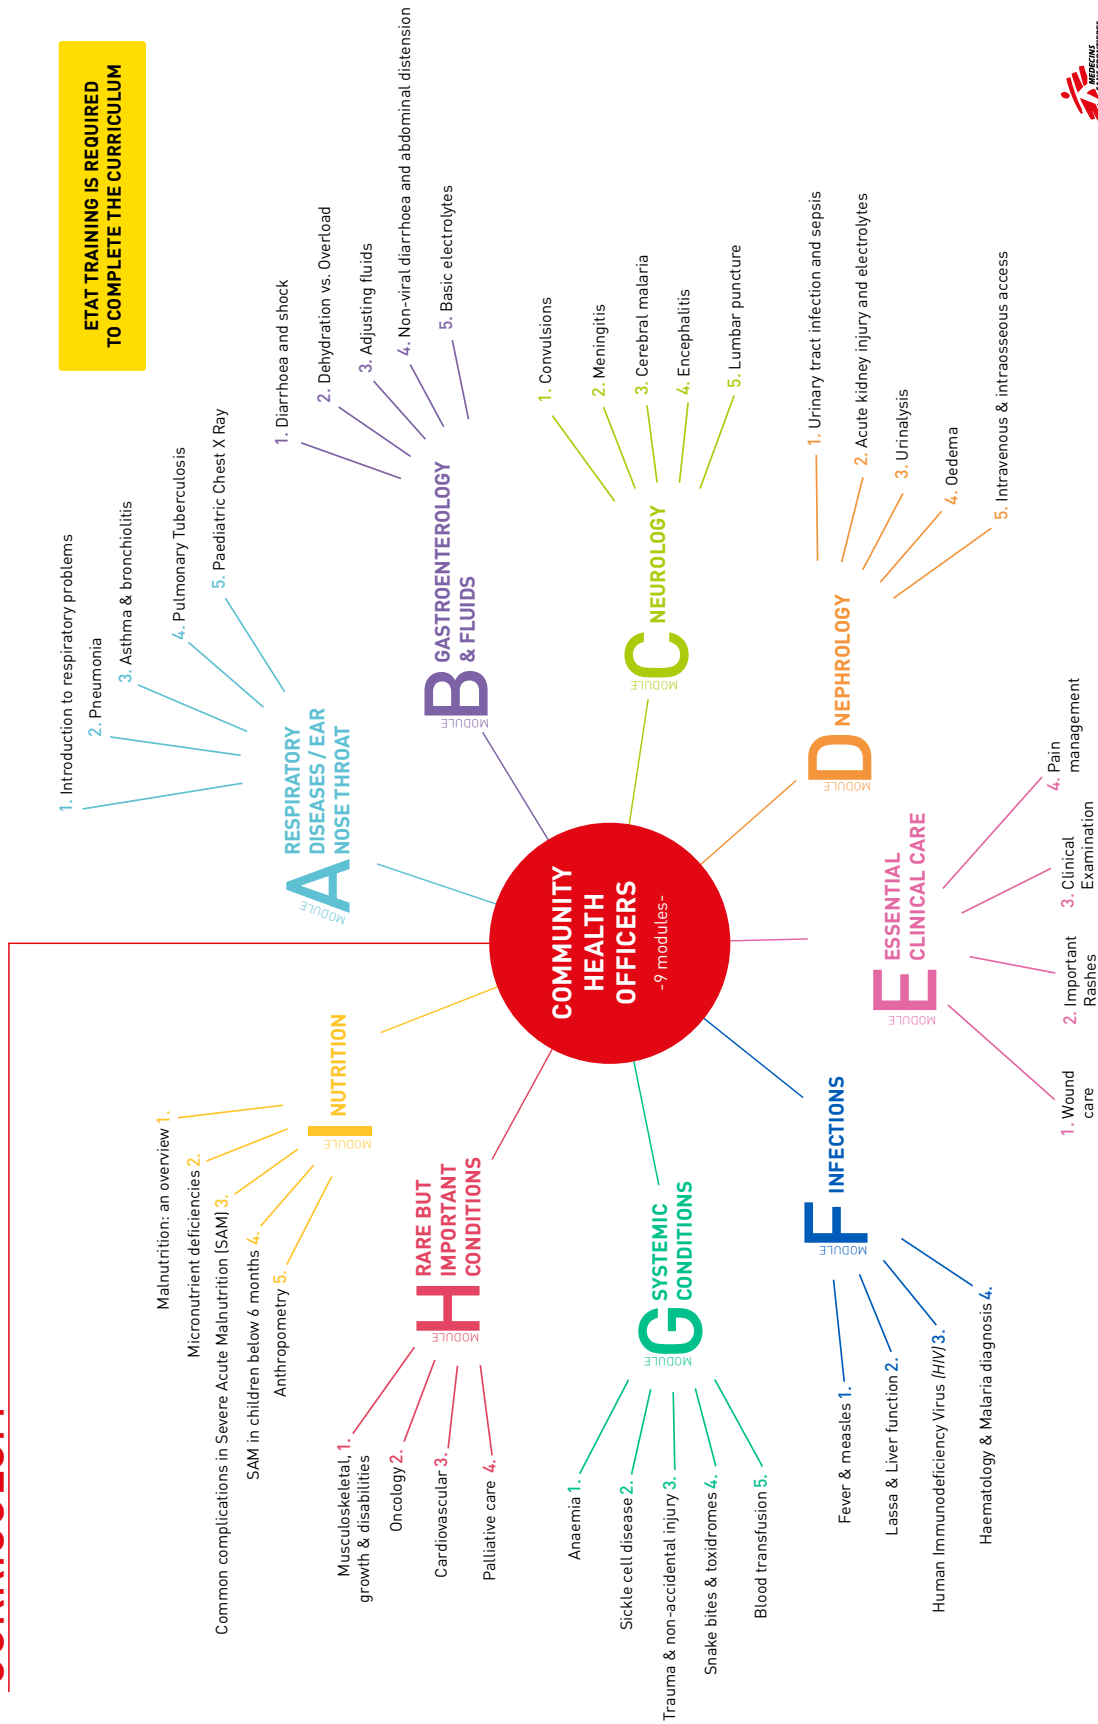 ETAT TRAINING IS REQUIRED
TO COMPLETE THE CURRICULUM
COMMUNITY
HEALTH
OFFICERS
-9 modules-
MODULE
A
RESPIRATORY
DISEASES / EAR
NOSE THROAT
1. Introduction to respiratory problems
2. Pneumonia
3. Asthma & bronchiolitis
4. Pulmonary Tuberculosis
5. Paediatric Chest X Ray
MODULE
B
GASTROENTEROLOGY
& FLUIDS
1. Diarrhoea and shock
2. Dehydration vs. Overload
3. Adjusting fluids
4. Non-viral diarrhoea and abdominal distension
5. Basic electrolytes
MODULE
C
NEUROLOGY
1. Convulsions
2. Meningitis
3. Cerebral malaria
4. Encephalitis
5. Lumbar puncture
MODULE
D
NEPHROLOGY
1. Urinary tract infection and sepsis
2. Acute kidney injury and electrolytes
3. Urinalysis
4. Oedema
5. Intravenous & intraosseous access
MODULE
E
ESSENTIAL
CLINICAL CARE
1. Wound
care
2. Important
Rashes
3. Clinical
Examination
4. Pain
management
MODULE
F
INFECTIONS
Fever & measles 1.
Lassa & Liver function 2.
Human Immunodeficiency Virus (HIV) 3.
Haematology & Malaria diagnosis 4.
MODULE
G
SYSTEMIC
CONDITIONS
Anaemia 1.
Sickle cell disease 2.
Trauma & non-accidental injury 3.
Snake bites & toxidromes 4.
Blood transfusion 5.
MODULE
H
RARE BUT
IMPORTANT
CONDITIONS
Musculoskeletal, 1.
growth & disabilities
Oncology 2.
Cardiovascular 3.
Palliative care 4.
MODULE
I
NUTRITION
Malnutrition: an overview 1.
Micronutrient deficiencies 2.
Common complications in Severe Acute Malnutrition (SAM) 3.
SAM in children below 6 months 4.
Anthropometry 5.
MEDECINS